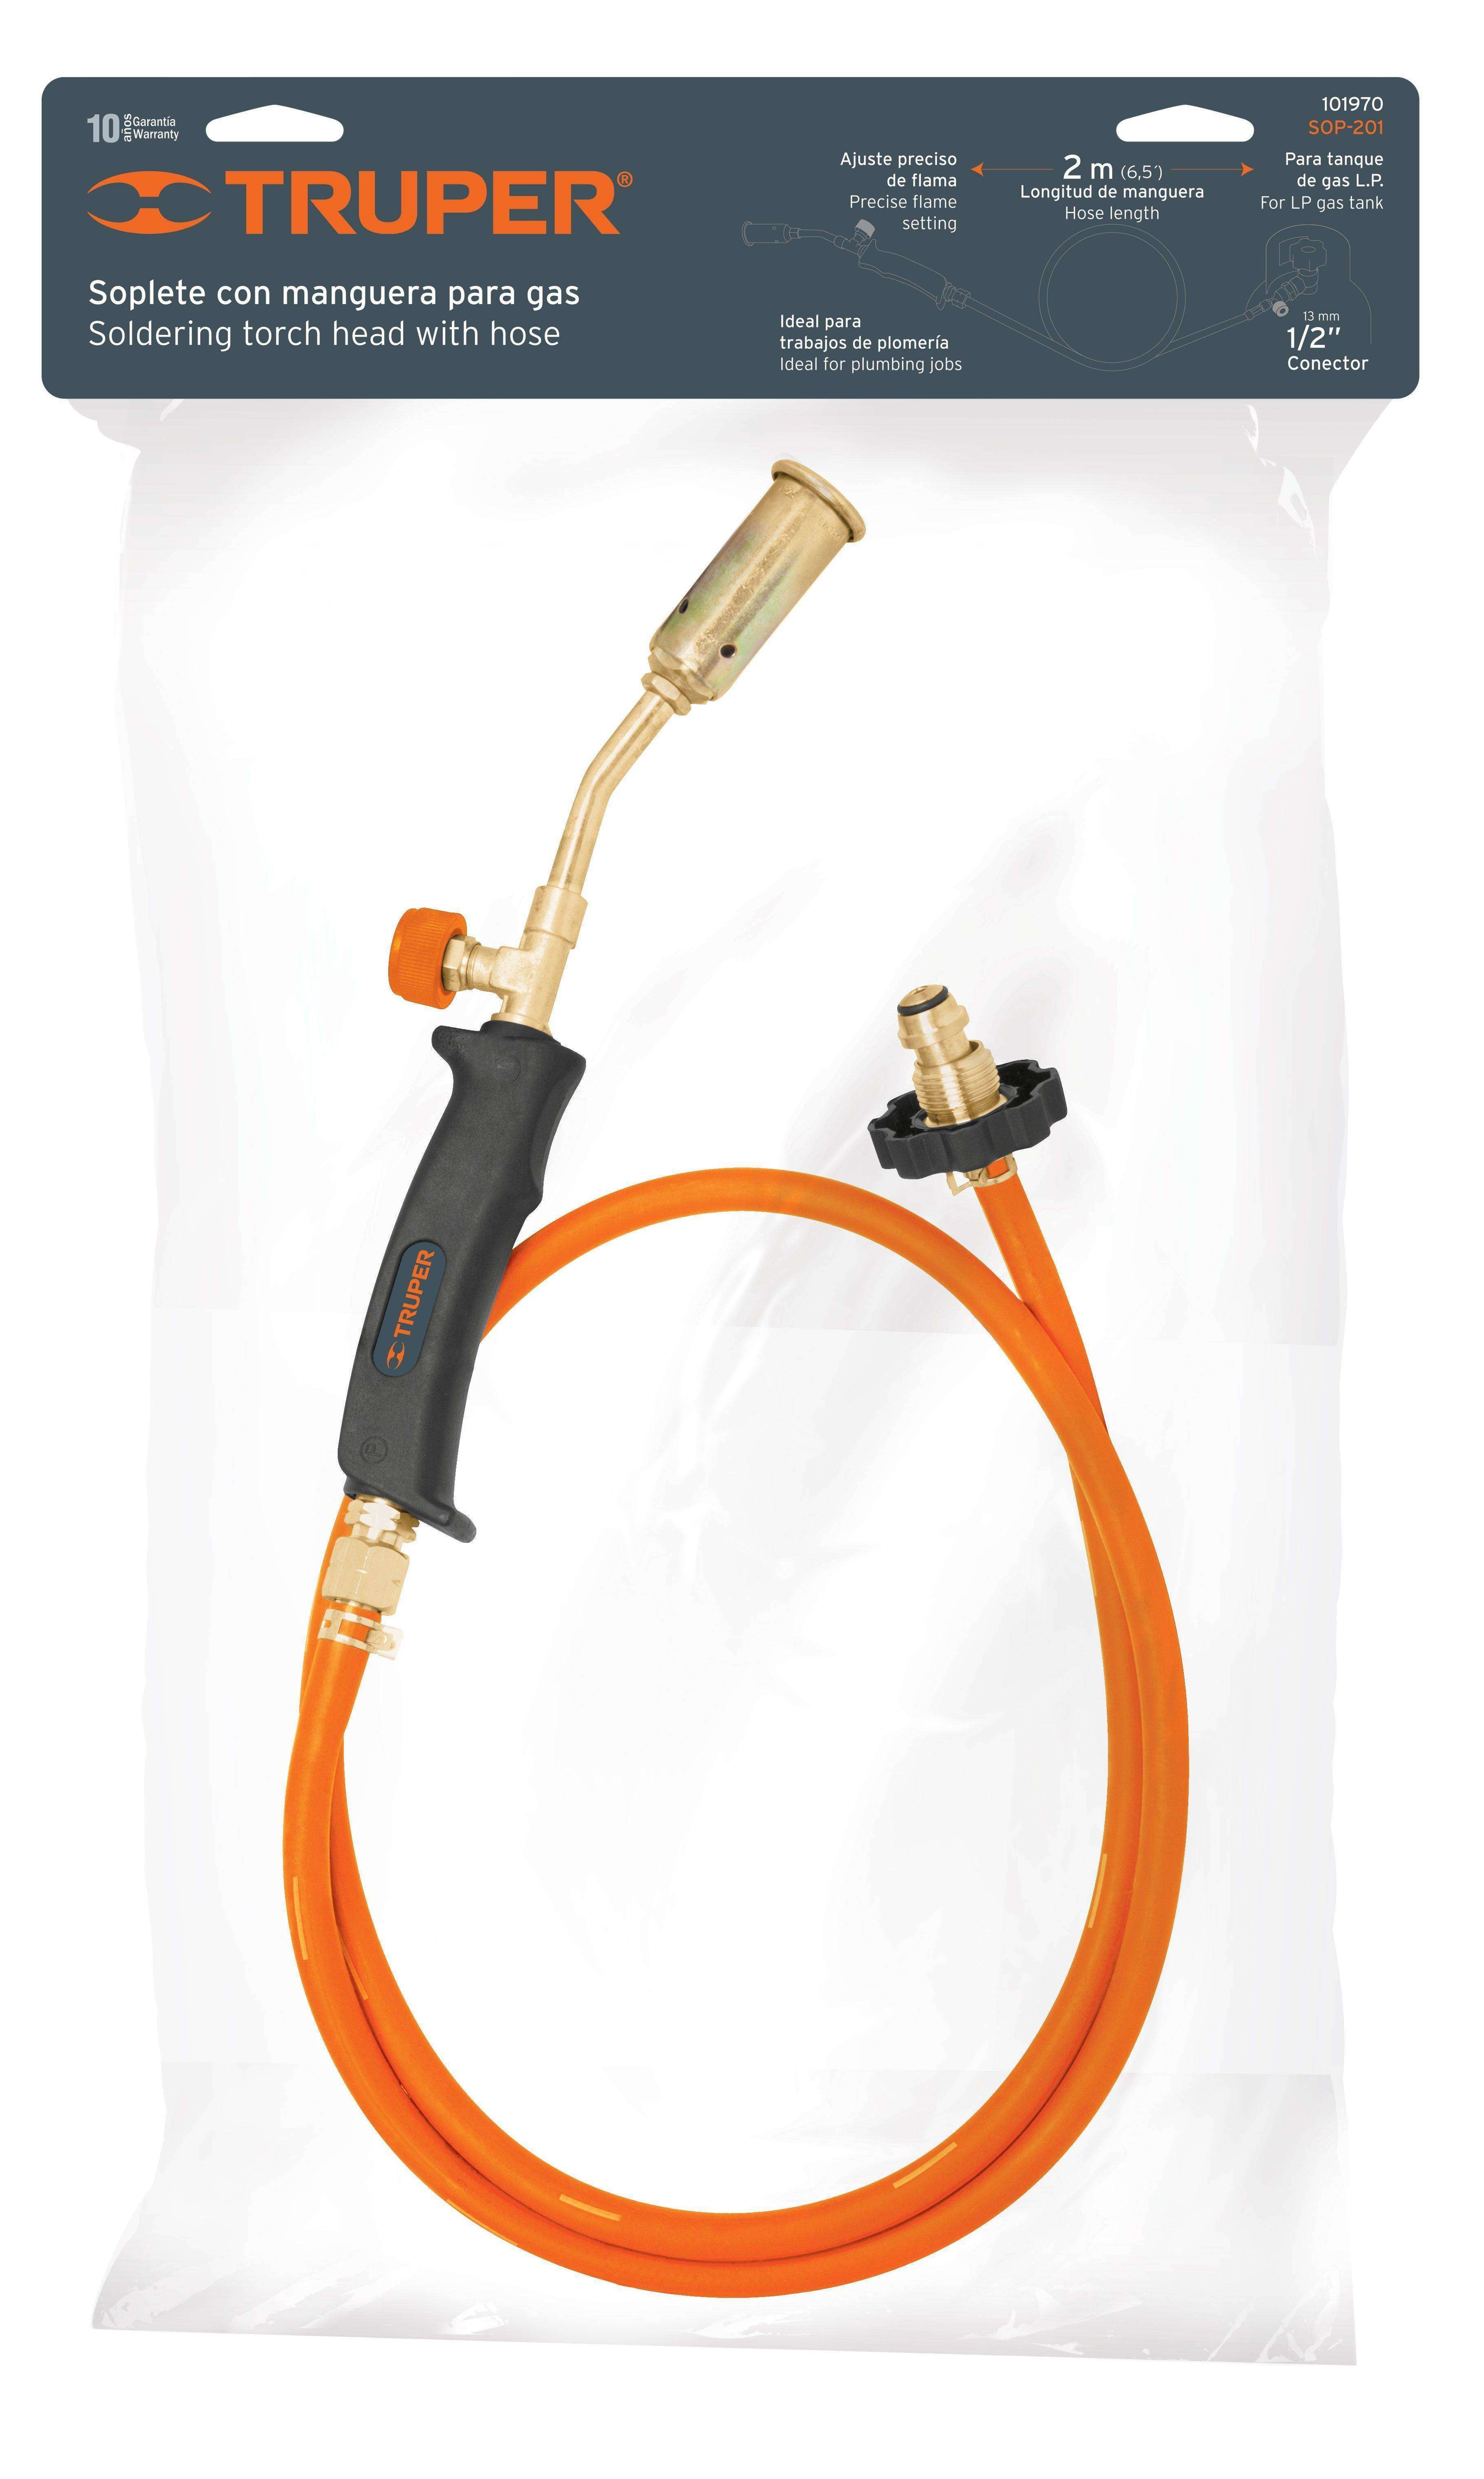 10 años Garantía
Warranty
TRUPER®
Soplete con manguera para gas
Soldering torch head with hose
101970
SOP-201
Ajuste preciso
de flama
Precise flame
setting
2 m (6,5´)
Longitud de manguera
Hose length
Para tanque
de gas L.P.
For LP gas tank
Ideal para
trabajos de plomería
Ideal for plumbing jobs
13 mm
1/2"
Conector
TRUPER